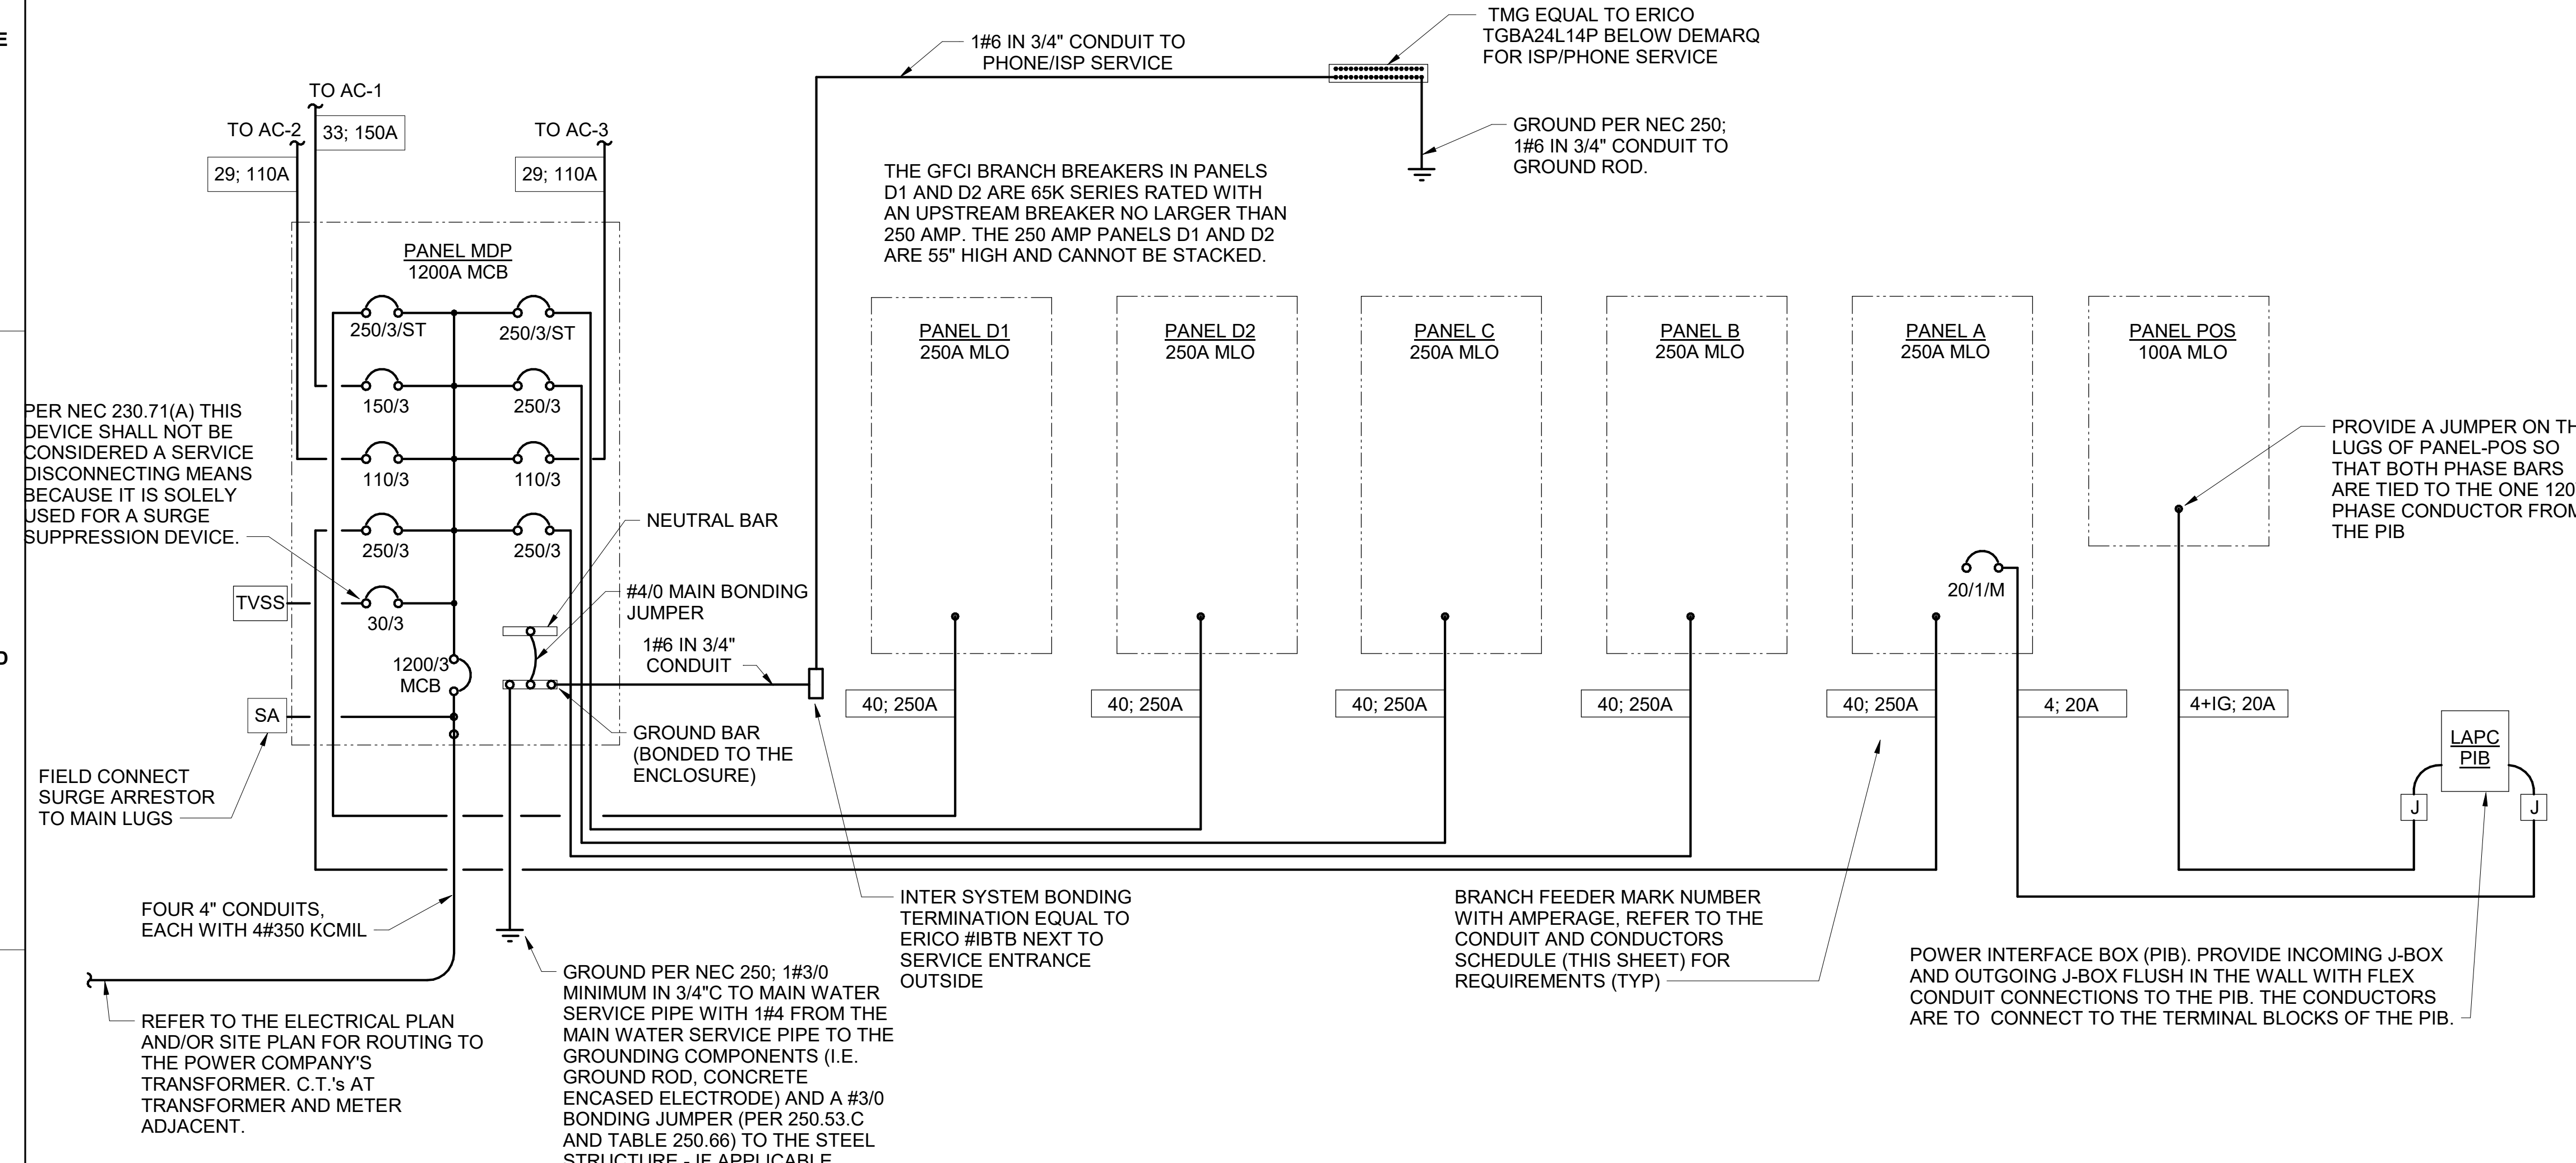 E
D
TO AC-1
TO AC-2
33; 150A
TO AC-3
29; 110A
29; 110A
1#6 IN 3/4" CONDUIT TO
PHONE/ISP SERVICE
TMG EQUAL TO ERICO
TGBA24L14P BELOW DEMARQ
FOR ISP/PHONE SERVICE
GROUND PER NEC 250;
1#6 IN 3/4" CONDUIT TO
GROUND ROD.
THE GFCI BRANCH BREAKERS IN PANELS
D1 AND D2 ARE 65K SERIES RATED WITH
AN UPSTREAM BREAKER NO LARGER THAN
250 AMP. THE 250 AMP PANELS D1 AND D2
ARE 55" HIGH AND CANNOT BE STACKED.
PANEL MDP
1200A MCB
250/3/ST
250/3/ST
150/3
250/3
110/3
110/3
250/3
250/3
30/3
1200/3
MCB
PER NEC 230.71(A) THIS
DEVICE SHALL NOT BE
CONSIDERED A SERVICE
DISCONNECTING MEANS
BECAUSE IT IS SOLELY
USED FOR A SURGE
SUPPRESSION DEVICE.
TVSS
SA
FIELD CONNECT
SURGE ARRESTOR
TO MAIN LUGS
NEUTRAL BAR
#4/0 MAIN BONDING
JUMPER
1#6 IN 3/4"
CONDUIT
GROUND BAR
(BONDED TO THE
ENCLOSURE)
PANEL D1
250A MLO
PANEL D2
250A MLO
PANEL C
250A MLO
PANEL B
250A MLO
PANEL A
250A MLO
PANEL POS
100A MLO
20/1/M
PROVIDE A JUMPER ON TH
LUGS OF PANEL-POS SO
THAT BOTH PHASE BARS
ARE TIED TO THE ONE 120
PHASE CONDUCTOR FROM
THE PIB
40; 250A
40; 250A
40; 250A
40; 250A
40; 250A
4; 20A
4+IG; 20A
LAPC
PIB
J
J
FOUR 4" CONDUITS,
EACH WITH 4#350 KCMIL
REFER TO THE ELECTRICAL PLAN
AND/OR SITE PLAN FOR ROUTING TO
THE POWER COMPANY'S
TRANSFORMER. C.T.'s AT
TRANSFORMER AND METER
ADJACENT.
GROUND PER NEC 250; 1#3/0
MINIMUM IN 3/4"C TO MAIN WATER
SERVICE PIPE WITH 1#4 FROM THE
MAIN WATER SERVICE PIPE TO THE
GROUNDING COMPONENTS (I.E.
GROUND ROD, CONCRETE
ENCASED ELECTRODE) AND A #3/0
BONDING JUMPER (PER 250.53.C
AND TABLE 250.66) TO THE STEEL
STRUCTURE - IF APPLICABLE
INTER SYSTEM BONDING
TERMINATION EQUAL TO
ERICO #IBTB NEXT TO
SERVICE ENTRANCE
OUTSIDE
BRANCH FEEDER MARK NUMBER
WITH AMPERAGE, REFER TO THE
CONDUIT AND CONDUCTORS
SCHEDULE (THIS SHEET) FOR
REQUIREMENTS (TYP)
POWER INTERFACE BOX (PIB). PROVIDE INCOMING J-BOX
AND OUTGOING J-BOX FLUSH IN THE WALL WITH FLEX
CONDUIT CONNECTIONS TO THE PIB. THE CONDUCTORS
ARE TO CONNECT TO THE TERMINAL BLOCKS OF THE PIB.